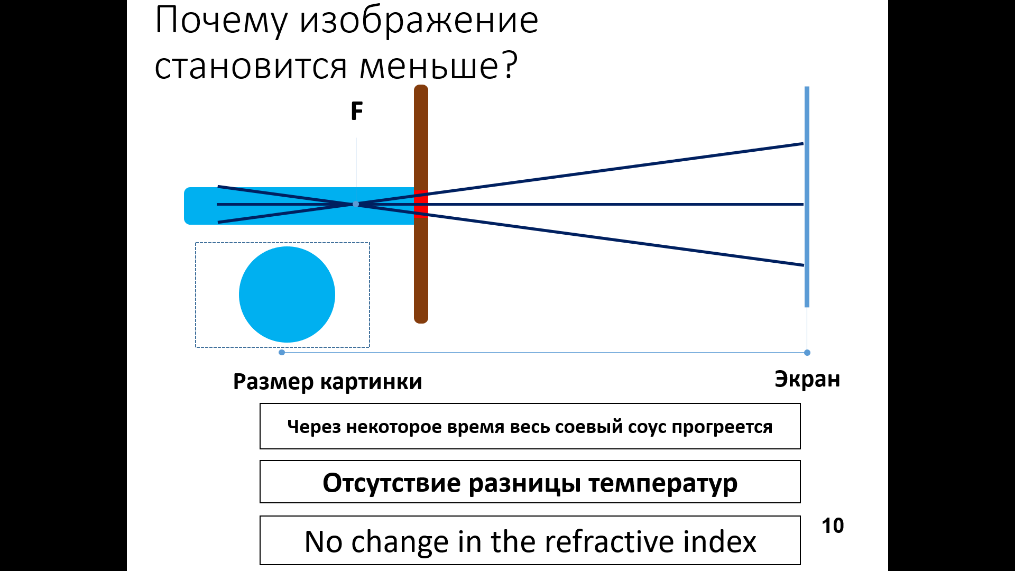 Почему изображение
становится меньше?
F
Размер картинки
Экран
Через некоторое время весь соевый соус прогреется
Отсутствие разницы температур
10
No change in the refractive index